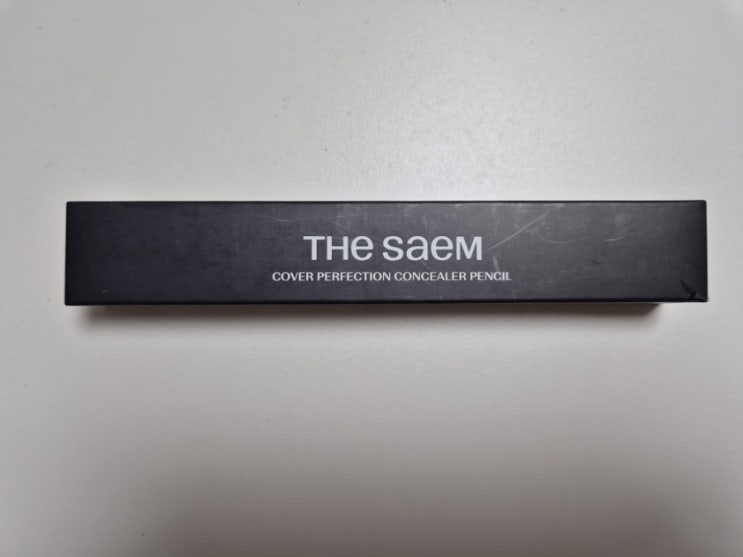 THE SAEM
COVER PERFECTION CONCEALER PENCIL